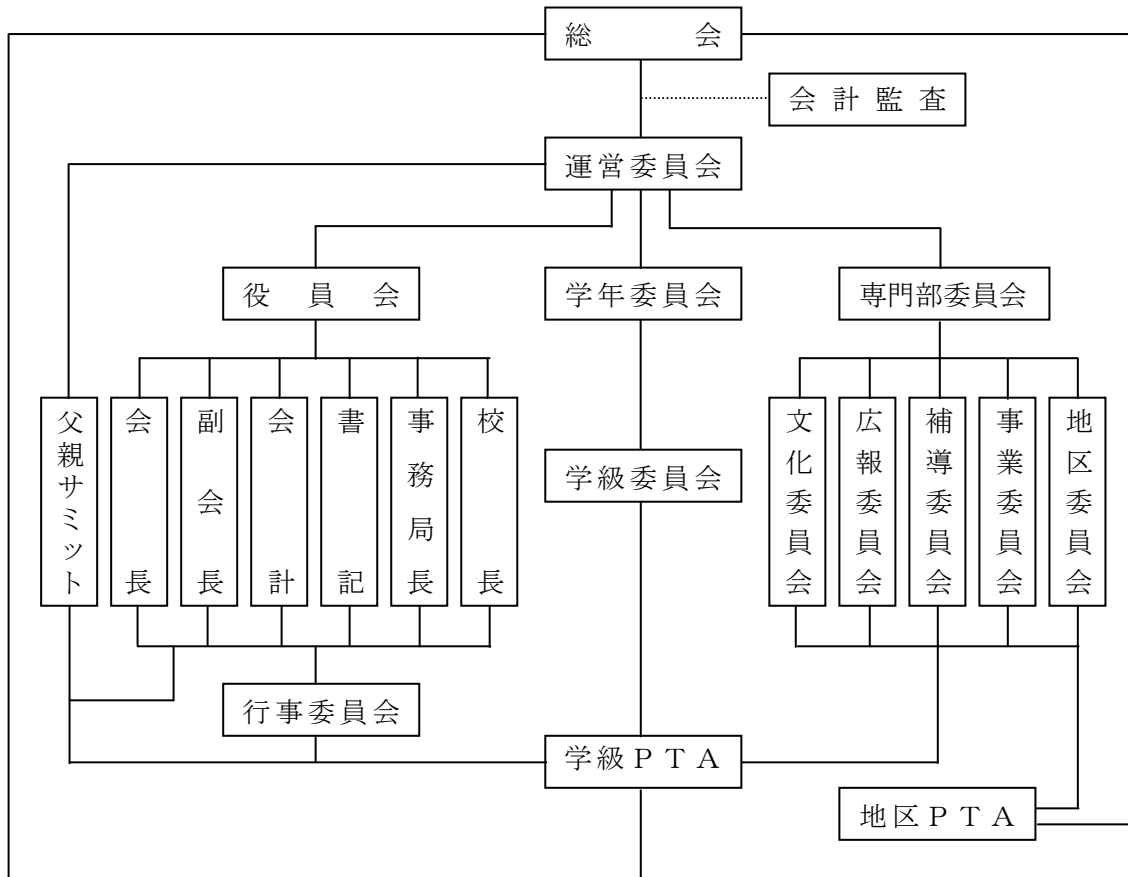 総会
会計監査
運営委員会
役員会
学年委員会
専門部委員会
父親サミット
会長
副会長
会計
書記
事務局長
校長
学級委員会
文化委員会
広報委員会
補導委員会
事業委員会
地区委員会
行事委員会
学級ＰＴＡ
地区ＰＴＡ